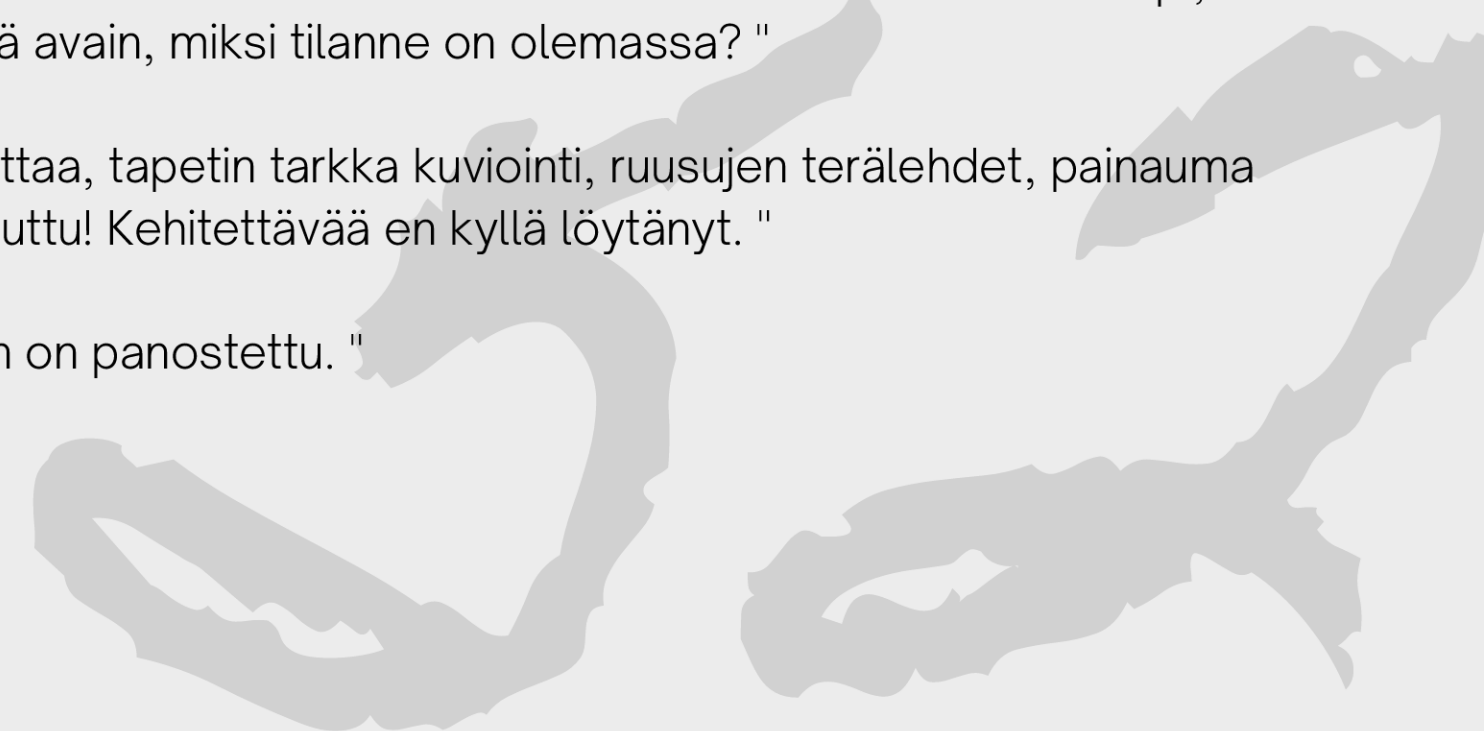 ä avain, miksi tilanne on olemassa? "
ttaa, tapetin tarkka kuviointi, ruusujen terälehdet, painauma
uttu! Kehitettävää en kyllä löytänyt. "
n on panostettu. "